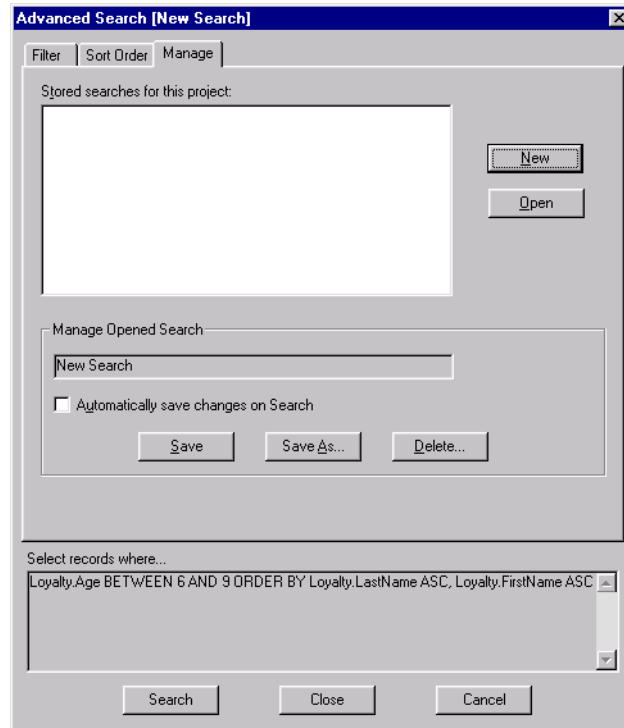 Advanced Search [New Search]
Filter Sort Order Manage
Stored searches for this project:
New
Open
Manage Opened Search
New Search
Automatically save changes on Search
Save Save As... Delete...
Select records where...
Loyalty.Age BETWEEN 6 AND 9 ORDER BY Loyalty.LastName ASC, Loyalty.FirstName ASC
Search Close Cancel